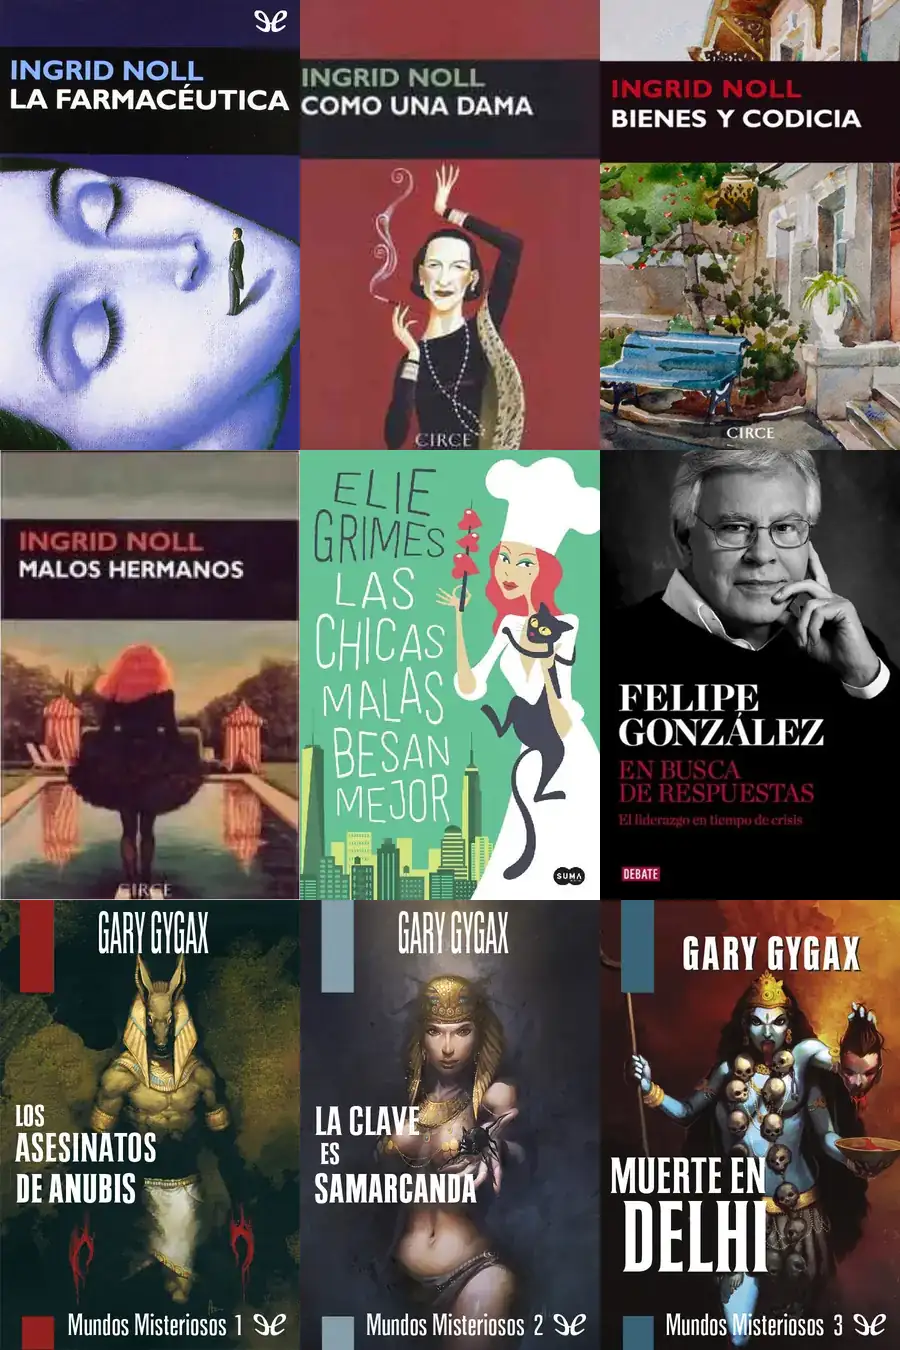 INGRID NOLL
LA FARMACÉUTICA
INGRID NOLL
COMO UNA DAMA
CIRCE
INGRID NOLL
BIENES Y CODICIA
CIRCE
INGRID NOLL
MALOS HERMANOS
CIRCE
ELIE
GRIMES
LAS
CHICAS
MALAS
BESAN
MEJOR
SUMA
FELIPE
GONZÁLEZ
EN BUSCA
DE RESPUESTAS
El liderazgo en tiempo de crisis
DEBATE
GARY GYGAX
LOS
ASESINATOS
DE ANUBIS
Mundos Misteriosos 1
GARY GYGAX
LA CLAVE
ES
SAMARCANDA
Mundos Misteriosos 2
GARY GYGAX
MUERTE EN
DELHI
Mundos Misteriosos 3